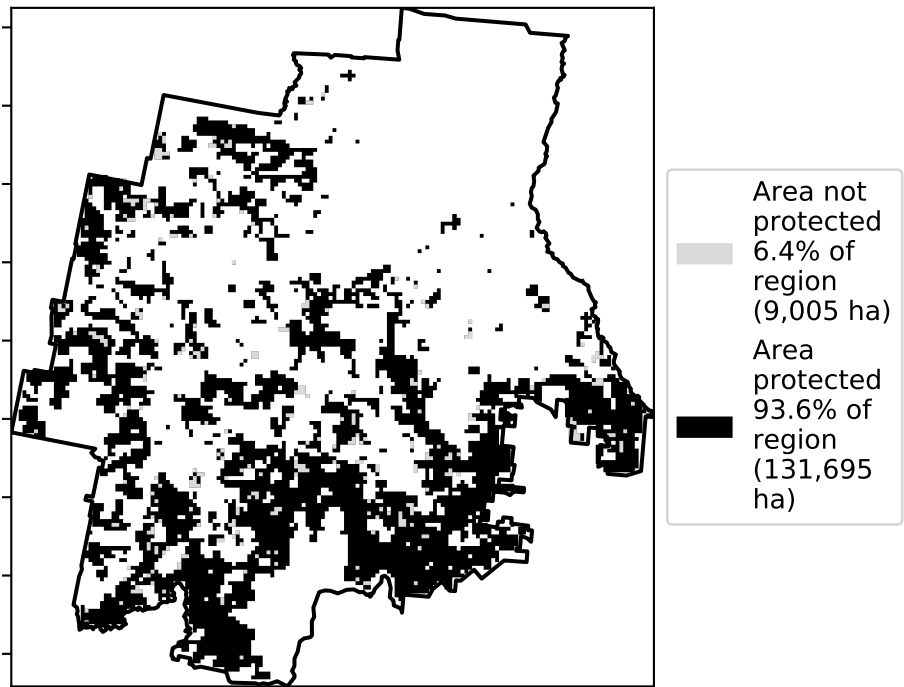 Area not
protected
6.4% of
region
(9,005 ha)
Area
protected
93.6% of
region
(131,695
ha)